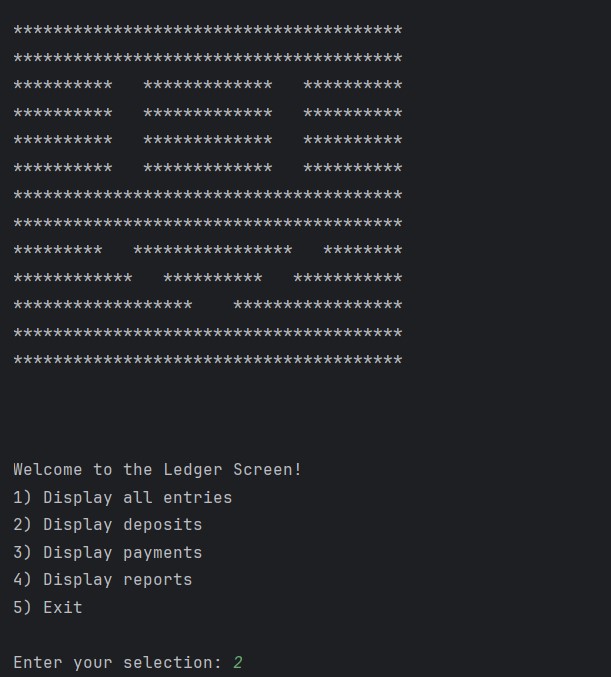 ***************************************
***************************************
**********   *************   **********
**********   *************   **********
**********   *************   **********
**********   *************   **********
***************************************
***************************************
*********   ****************   ********
************   **********   ***********
******************    *****************
***************************************
***************************************
Welcome to the Ledger Screen!
1) Display all entries
2) Display deposits
3) Display payments
4) Display reports
5) Exit
Enter your selection: 2